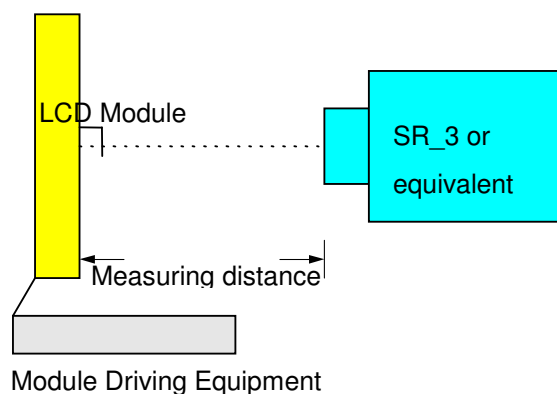 LCD Module
SR_3 or
equivalent
Measuring distance
Module Driving Equipment